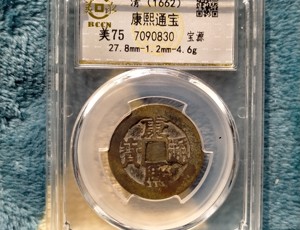 清 (1662)
BCCN
康熙通宝
美75 7090830 宝源
27.8mm-1.2mm-4.6g
康熙
通寶